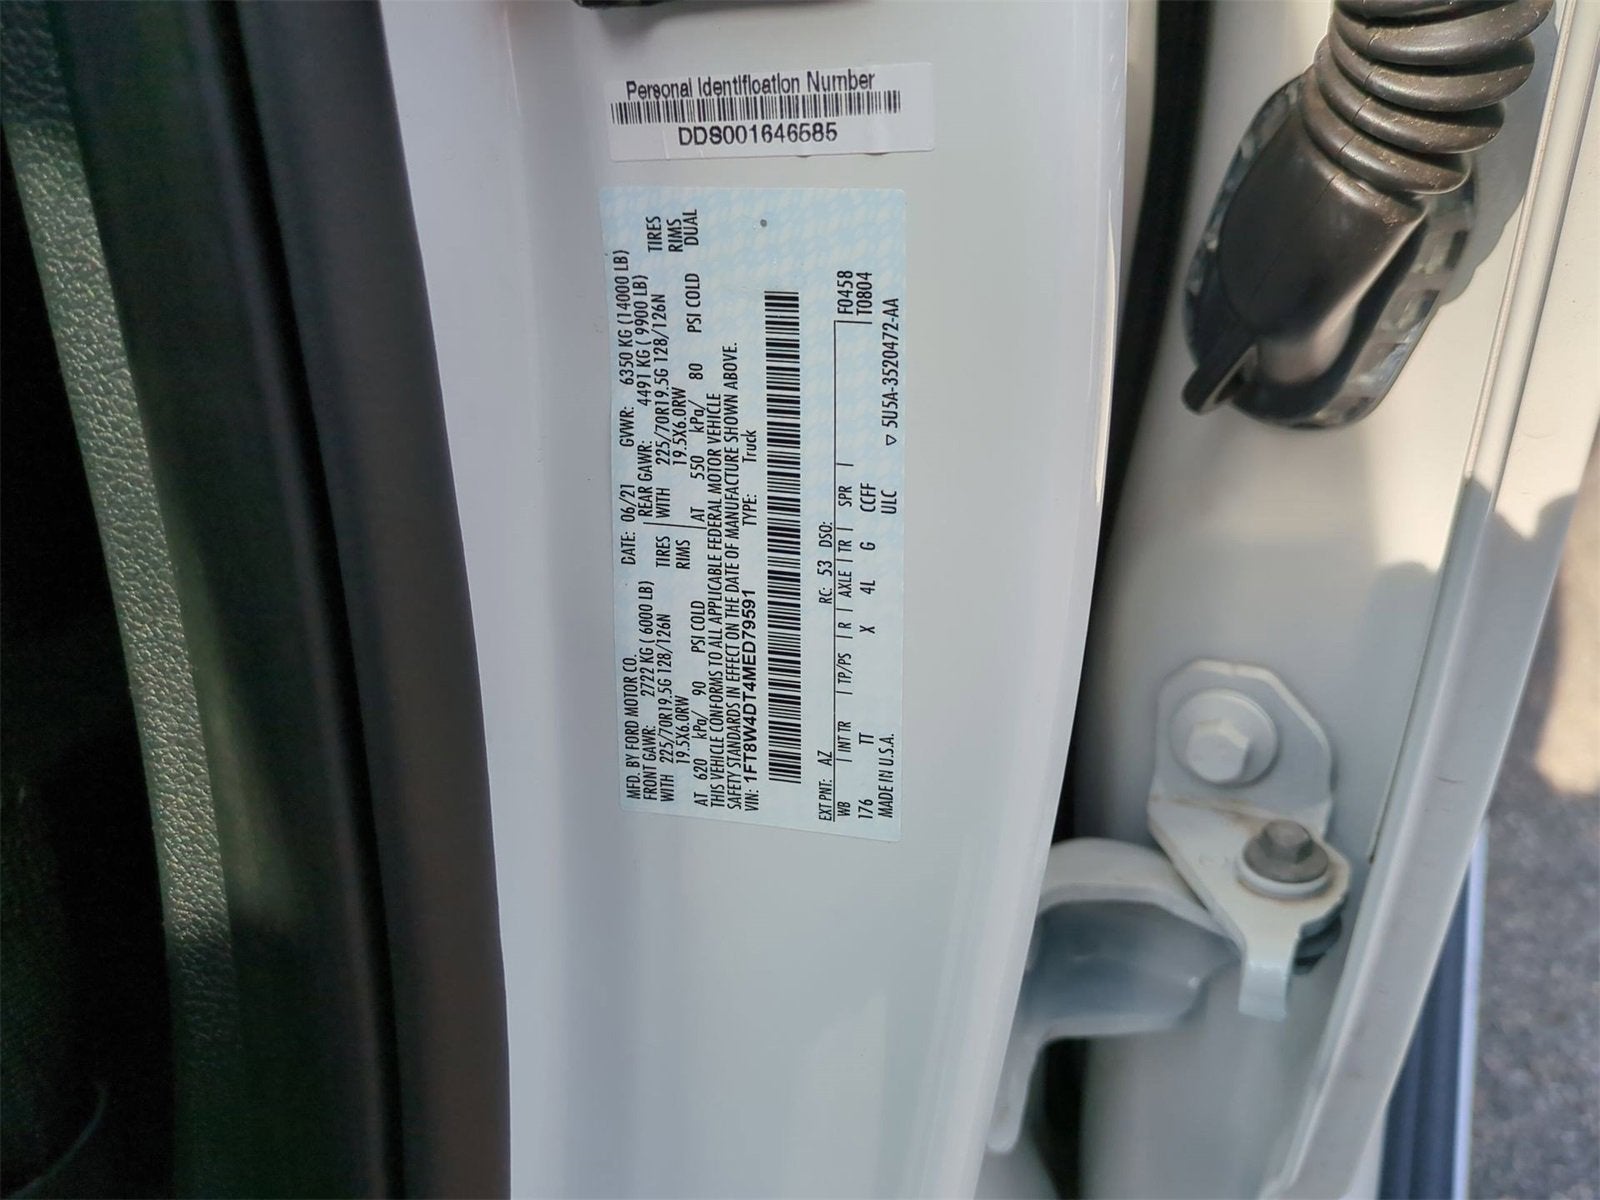 Personal Identification Number
DDS001646585
MFD. BY FORD MOTOR CO. DATE: 06/21 GVWR: 6350 KG (14000 LB)
FRONT GAWR: 2722 KG ( 6000 LB) REAR GAWR: 4491 KG ( 9900 LB)
WITH 225/70R19.5G 128/126N TIRES WITH 225/70R19.5G 128/126N TIRES
19.5X6.0RW RIMS 19.5X6.0RW RIMS
AT 620 kPa/ 90 PSI COLD AT 550 kPa/ 80 PSI COLD DUAL
THIS VEHICLE CONFORMS TO ALL APPLICABLE FEDERAL MOTOR VEHICLE
SAFETY STANDARDS IN EFFECT ON THE DATE OF MANUFACTURE SHOWN ABOVE.
VIN: 1FT8W4DT4MED79591 TYPE: Truck
EXT PNT: AZ RC: 53 DSO: F0458
WB | INT TR | TP/PS | R | AXLE | TR | SPR | T0804
176 TT X 4L G CCFF
MADE IN U.S.A. ULC ▽ 5U5A-3520472-AA